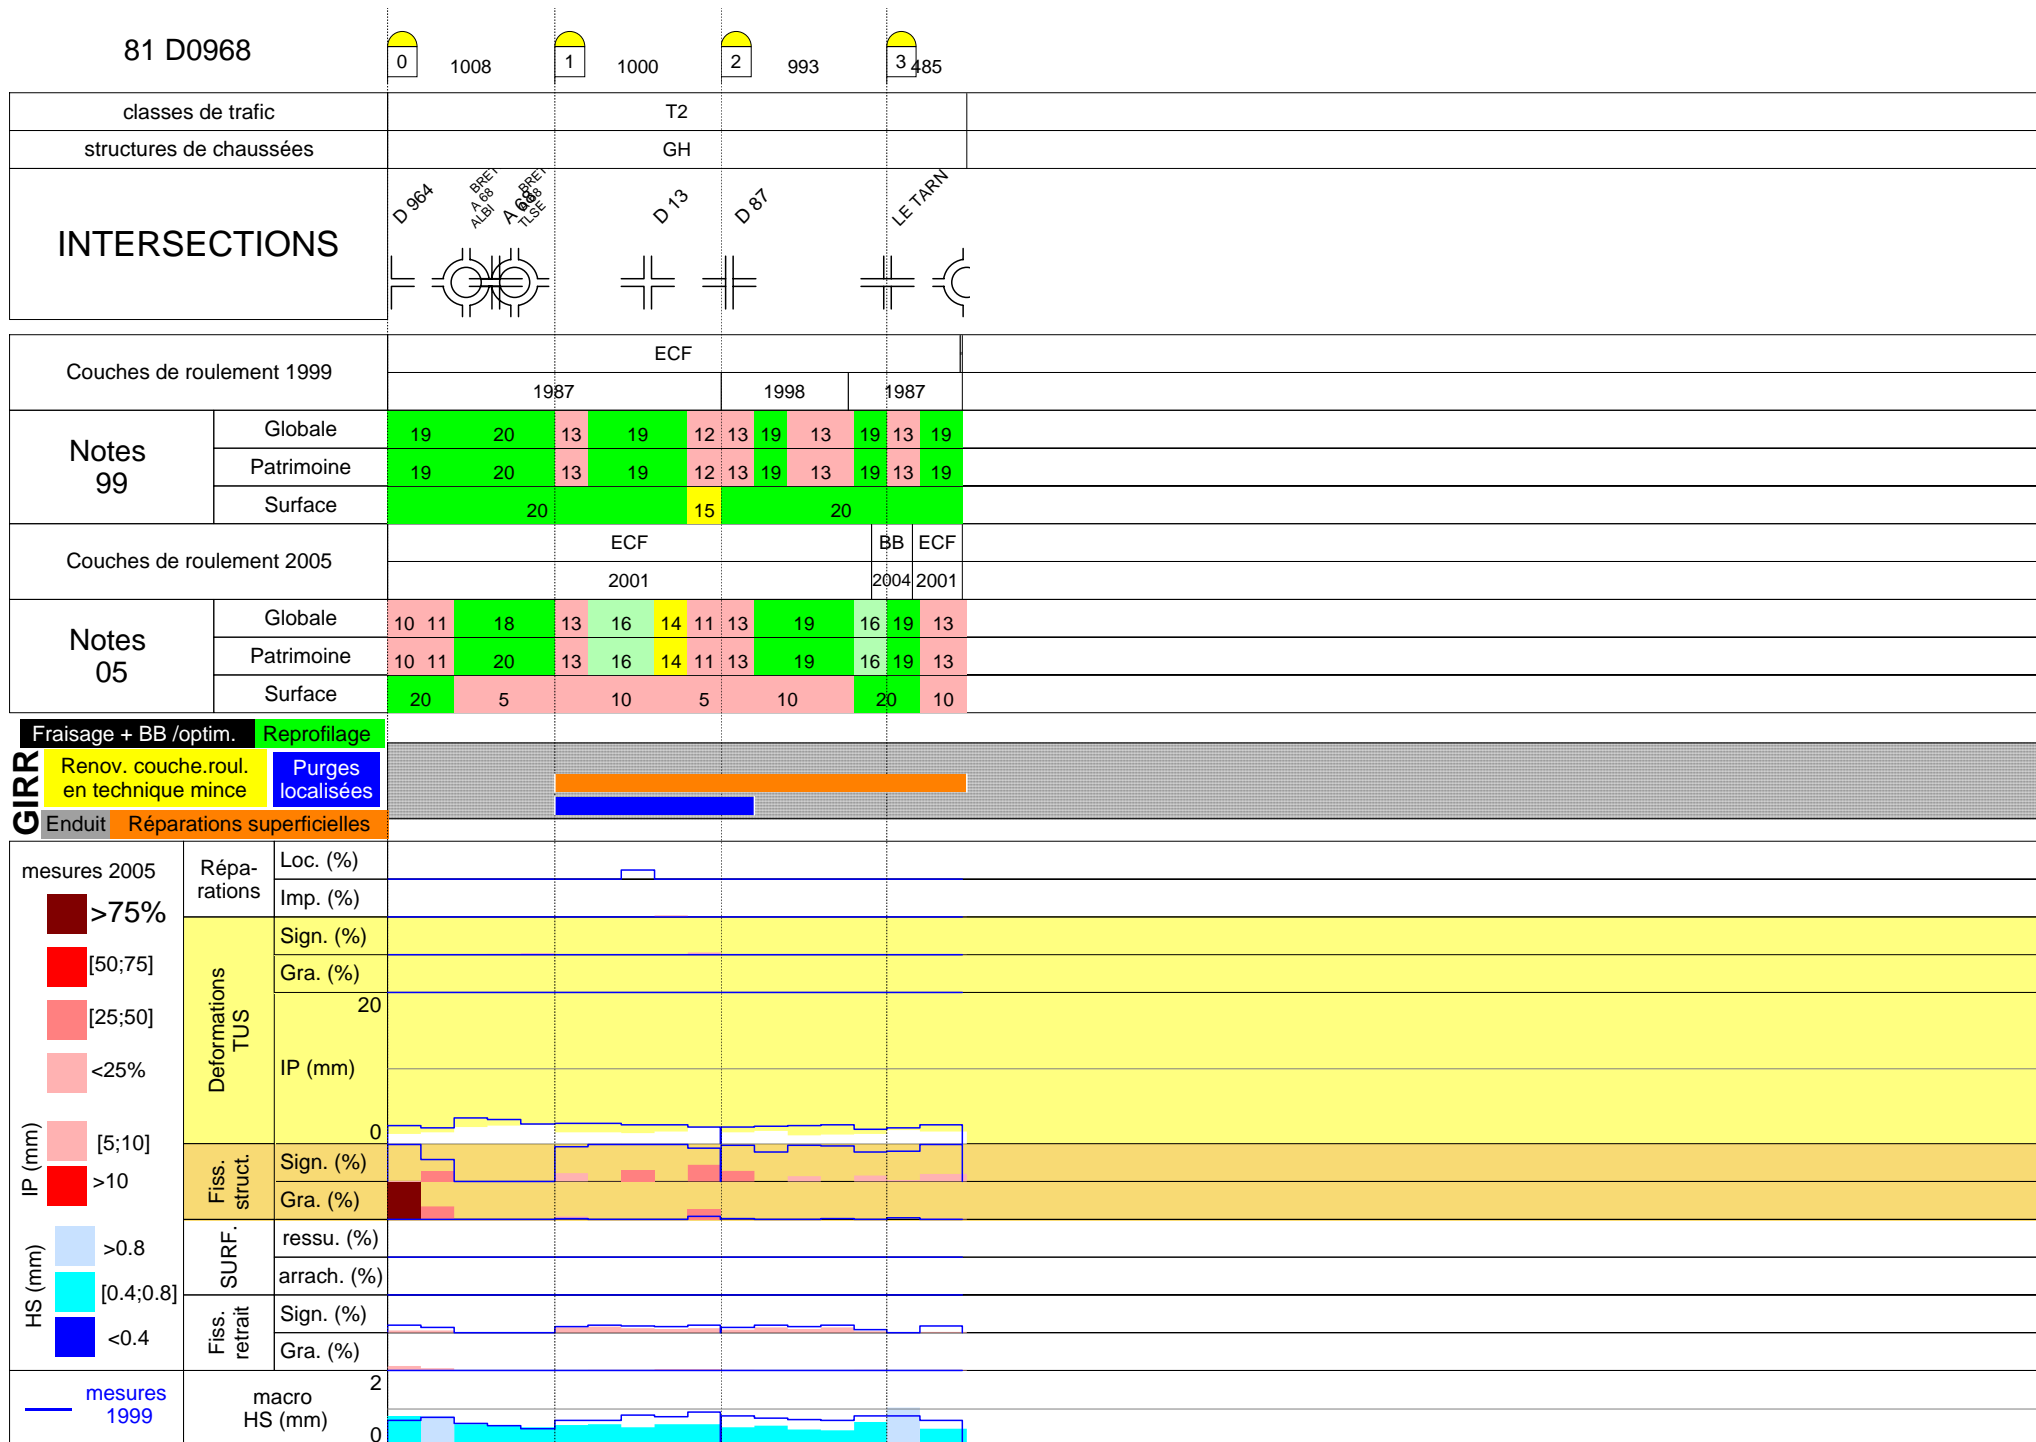 81 D0968
0 1008 1 1000 2 993 3 485
classes de trafic T2
structures de chaussées GH
INTERSECTIONS
D 964
BRET
A 68
ALBI
A 68
BRET
TLSE
D 13
D 87
LE TARN
Couches de roulement 1999
ECF
1987 1998 1987
Notes
99
Globale 19 20 13 19 12 13 19 13 19 13 19
Patrimoine 19 20 13 19 12 13 19 13 19 13 19
Surface 20 15 20
Couches de roulement 2005
ECF BB ECF
2001 2004 2001
Notes
05
Globale 10 11 18 13 16 14 11 13 19 16 19 13
Patrimoine 10 11 20 13 16 14 11 13 19 16 19 13
Surface 20 5 10 5 10 20 10
GIRR
Fraisage + BB /optim. Reprofilage
Renov. couche.roul.
en technique mince
Purges
localisées
Enduit Réparations superficielles
mesures 2005
>75%
[50;75]
[25;50]
<25%
IP (mm)
[5;10]
>10
HS (mm)
>0.8
[0.4;0.8]
<0.4
mesures
1999
Répa-
rations
Loc. (%)
Imp. (%)
Deformations
TUS
Sign. (%)
Gra. (%)
20
IP (mm)
0
Fiss.
struct.
Sign. (%)
Gra. (%)
SURF.
ressu. (%)
arrach. (%)
Fiss.
retrait
Sign. (%)
Gra. (%)
macro
HS (mm)
2
0